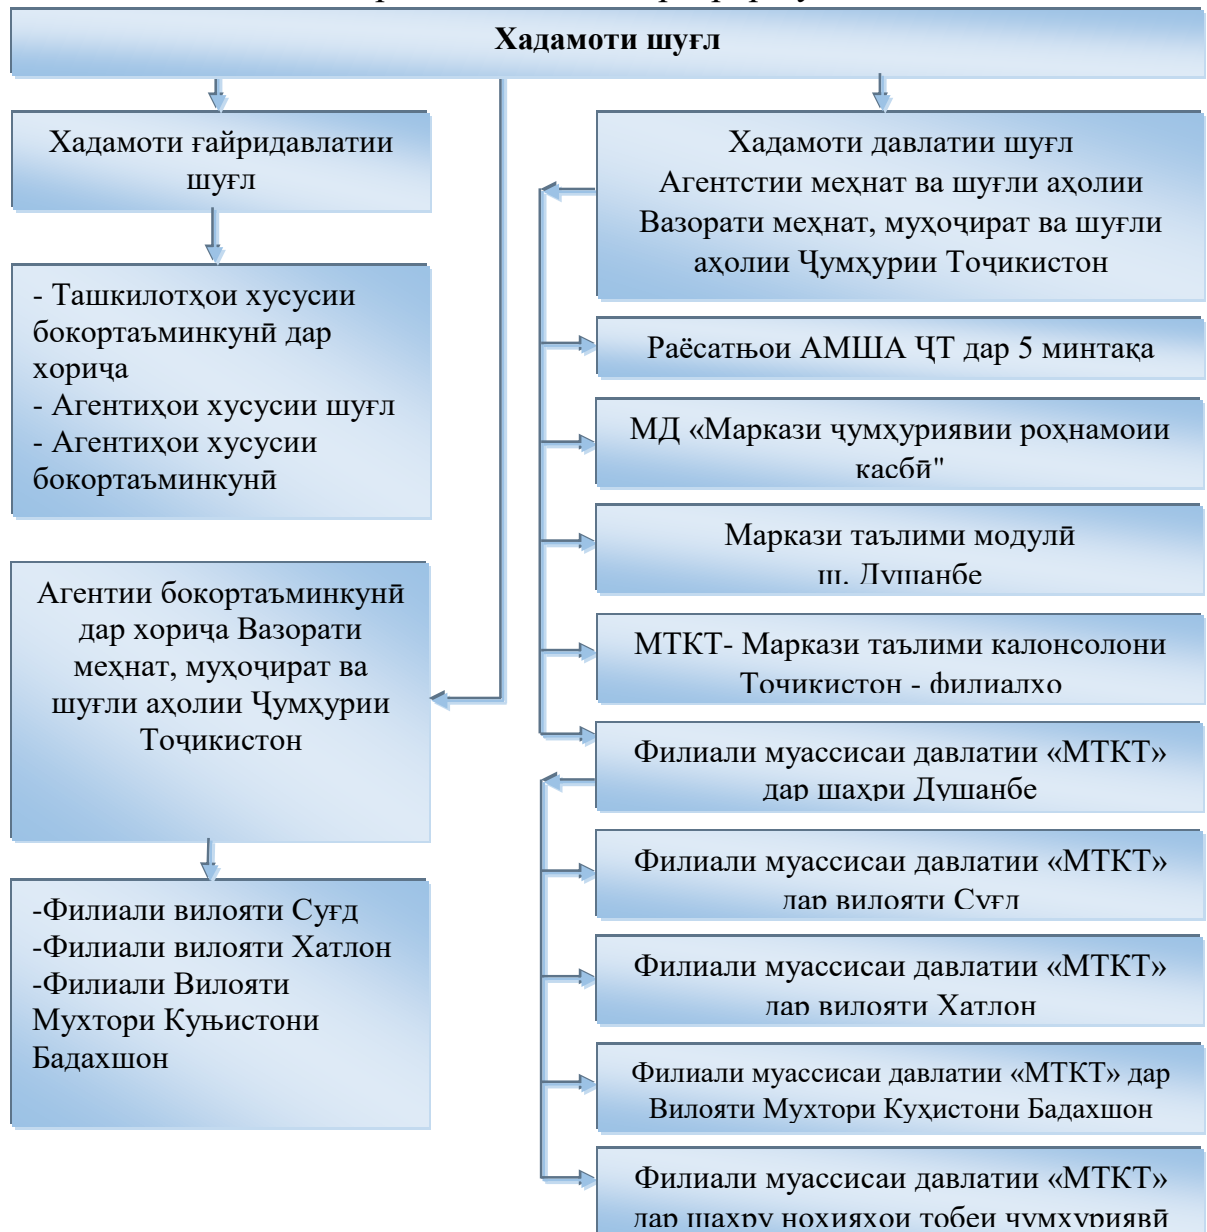 Хадамоти шуғл
Хадамоти ғайридавлатии
шуғл
- Ташкилотҳои хусусии
бокортаъминкунӣ дар
хориҷа
- Агентиҳои хусусии шуғл
- Агентиҳои хусусии
бокортаъминкунӣ
Агентии бокортаъминкунӣ
дар хориҷа Вазорати
меҳнат, муҳоҷират ва
шуғли аҳолии Ҷумҳурии
Тоҷикистон
-Филиали вилояти Суғд
-Филиали вилояти Хатлон
-Филиали Вилояти
Мухтори Куњистони
Бадахшон
Хадамоти давлатии шуғл
Агентстии меҳнат ва шуғли аҳолии
Вазорати меҳнат, муҳоҷират ва шуғли
аҳолии Ҷумҳурии Тоҷикистон
Раёсатњои АМША ҶТ дар 5 минтақа
МД «Маркази ҷумҳуриявии роҳнамоии
касбӣ"
Маркази таълими модулӣ
ш. Душанбе
МТКТ- Маркази таълими калонсолони
Тоҷикистон - филиалҳо
Филиали муассисаи давлатии «МТКТ»
дар шаҳри Душанбе
Филиали муассисаи давлатии «МТКТ»
дар вилояти Суғд
Филиали муассисаи давлатии «МТКТ»
дар вилояти Хатлон
Филиали муассисаи давлатии «МТКТ» дар
Вилояти Мухтори Куҳистони Бадахшон
Филиали муассисаи давлатии «МТКТ»
дар шаҳру ноҳияҳои тобеи ҷумҳуриявӣ